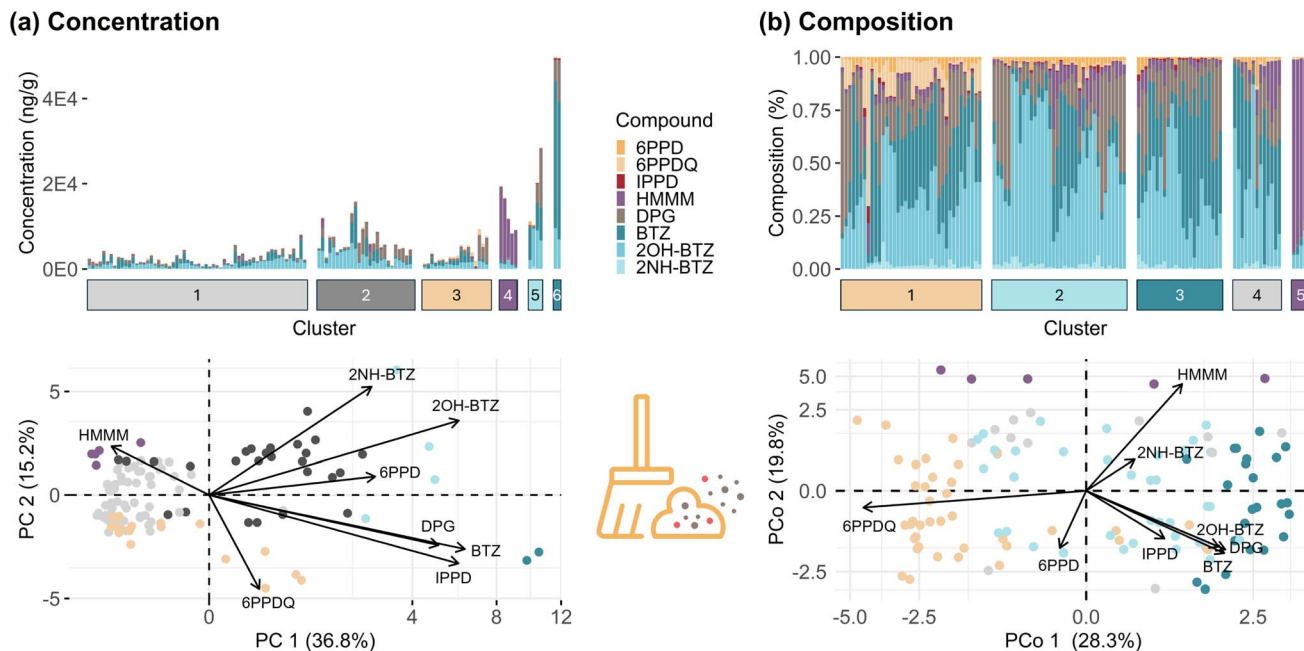 (a) Concentration
Concentration (ng/g)
4E4
2E4
0E0
1 2 3 4 5 6
Cluster
Compound
6PPD
6PPDQ
IPPD
HMMM
DPG
BTZ
2OH-BTZ
2NH-BTZ
(b) Composition
Composition (%)
1.00
0.75
0.50
0.25
0.00
1 2 3 4 5
Cluster
PC 2 (15.2%)
5
0
-5
2NH-BTZ
2OH-BTZ
HMMM
6PPD
DPG
BTZ
IPPD
6PPDQ
0 4 8 12
PC 1 (36.8%)
PCo 2 (19.8%)
2.5
0.0
-2.5
HMMM
2NH-BTZ
6PPDQ
6PPD
IPPD
2OH-BTZ
DPG
BTZ
-5.0 -2.5 0.0 2.5
PCo 1 (28.3%)